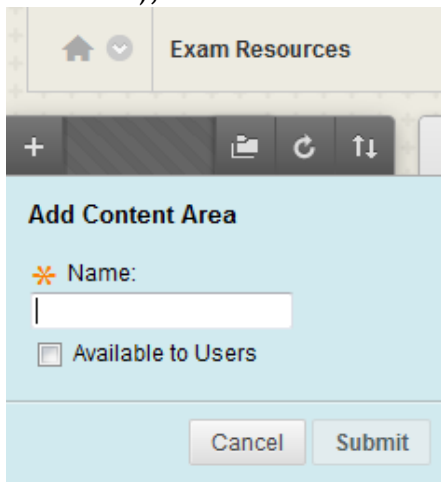 ),
Exam Resources
+
Add Content Area
* Name:
Available to Users
Cancel Submit